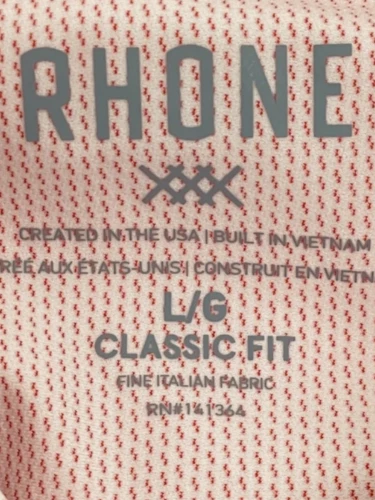 RHONE
CREATED IN THE USA | BUILT IN VIETNAM
RÉÉ AUX ÉTATS-UNIS | CONSTRUIT EN VIETN
L/G
CLASSIC FIT
FINE ITALIAN FABRIC
RN#141364